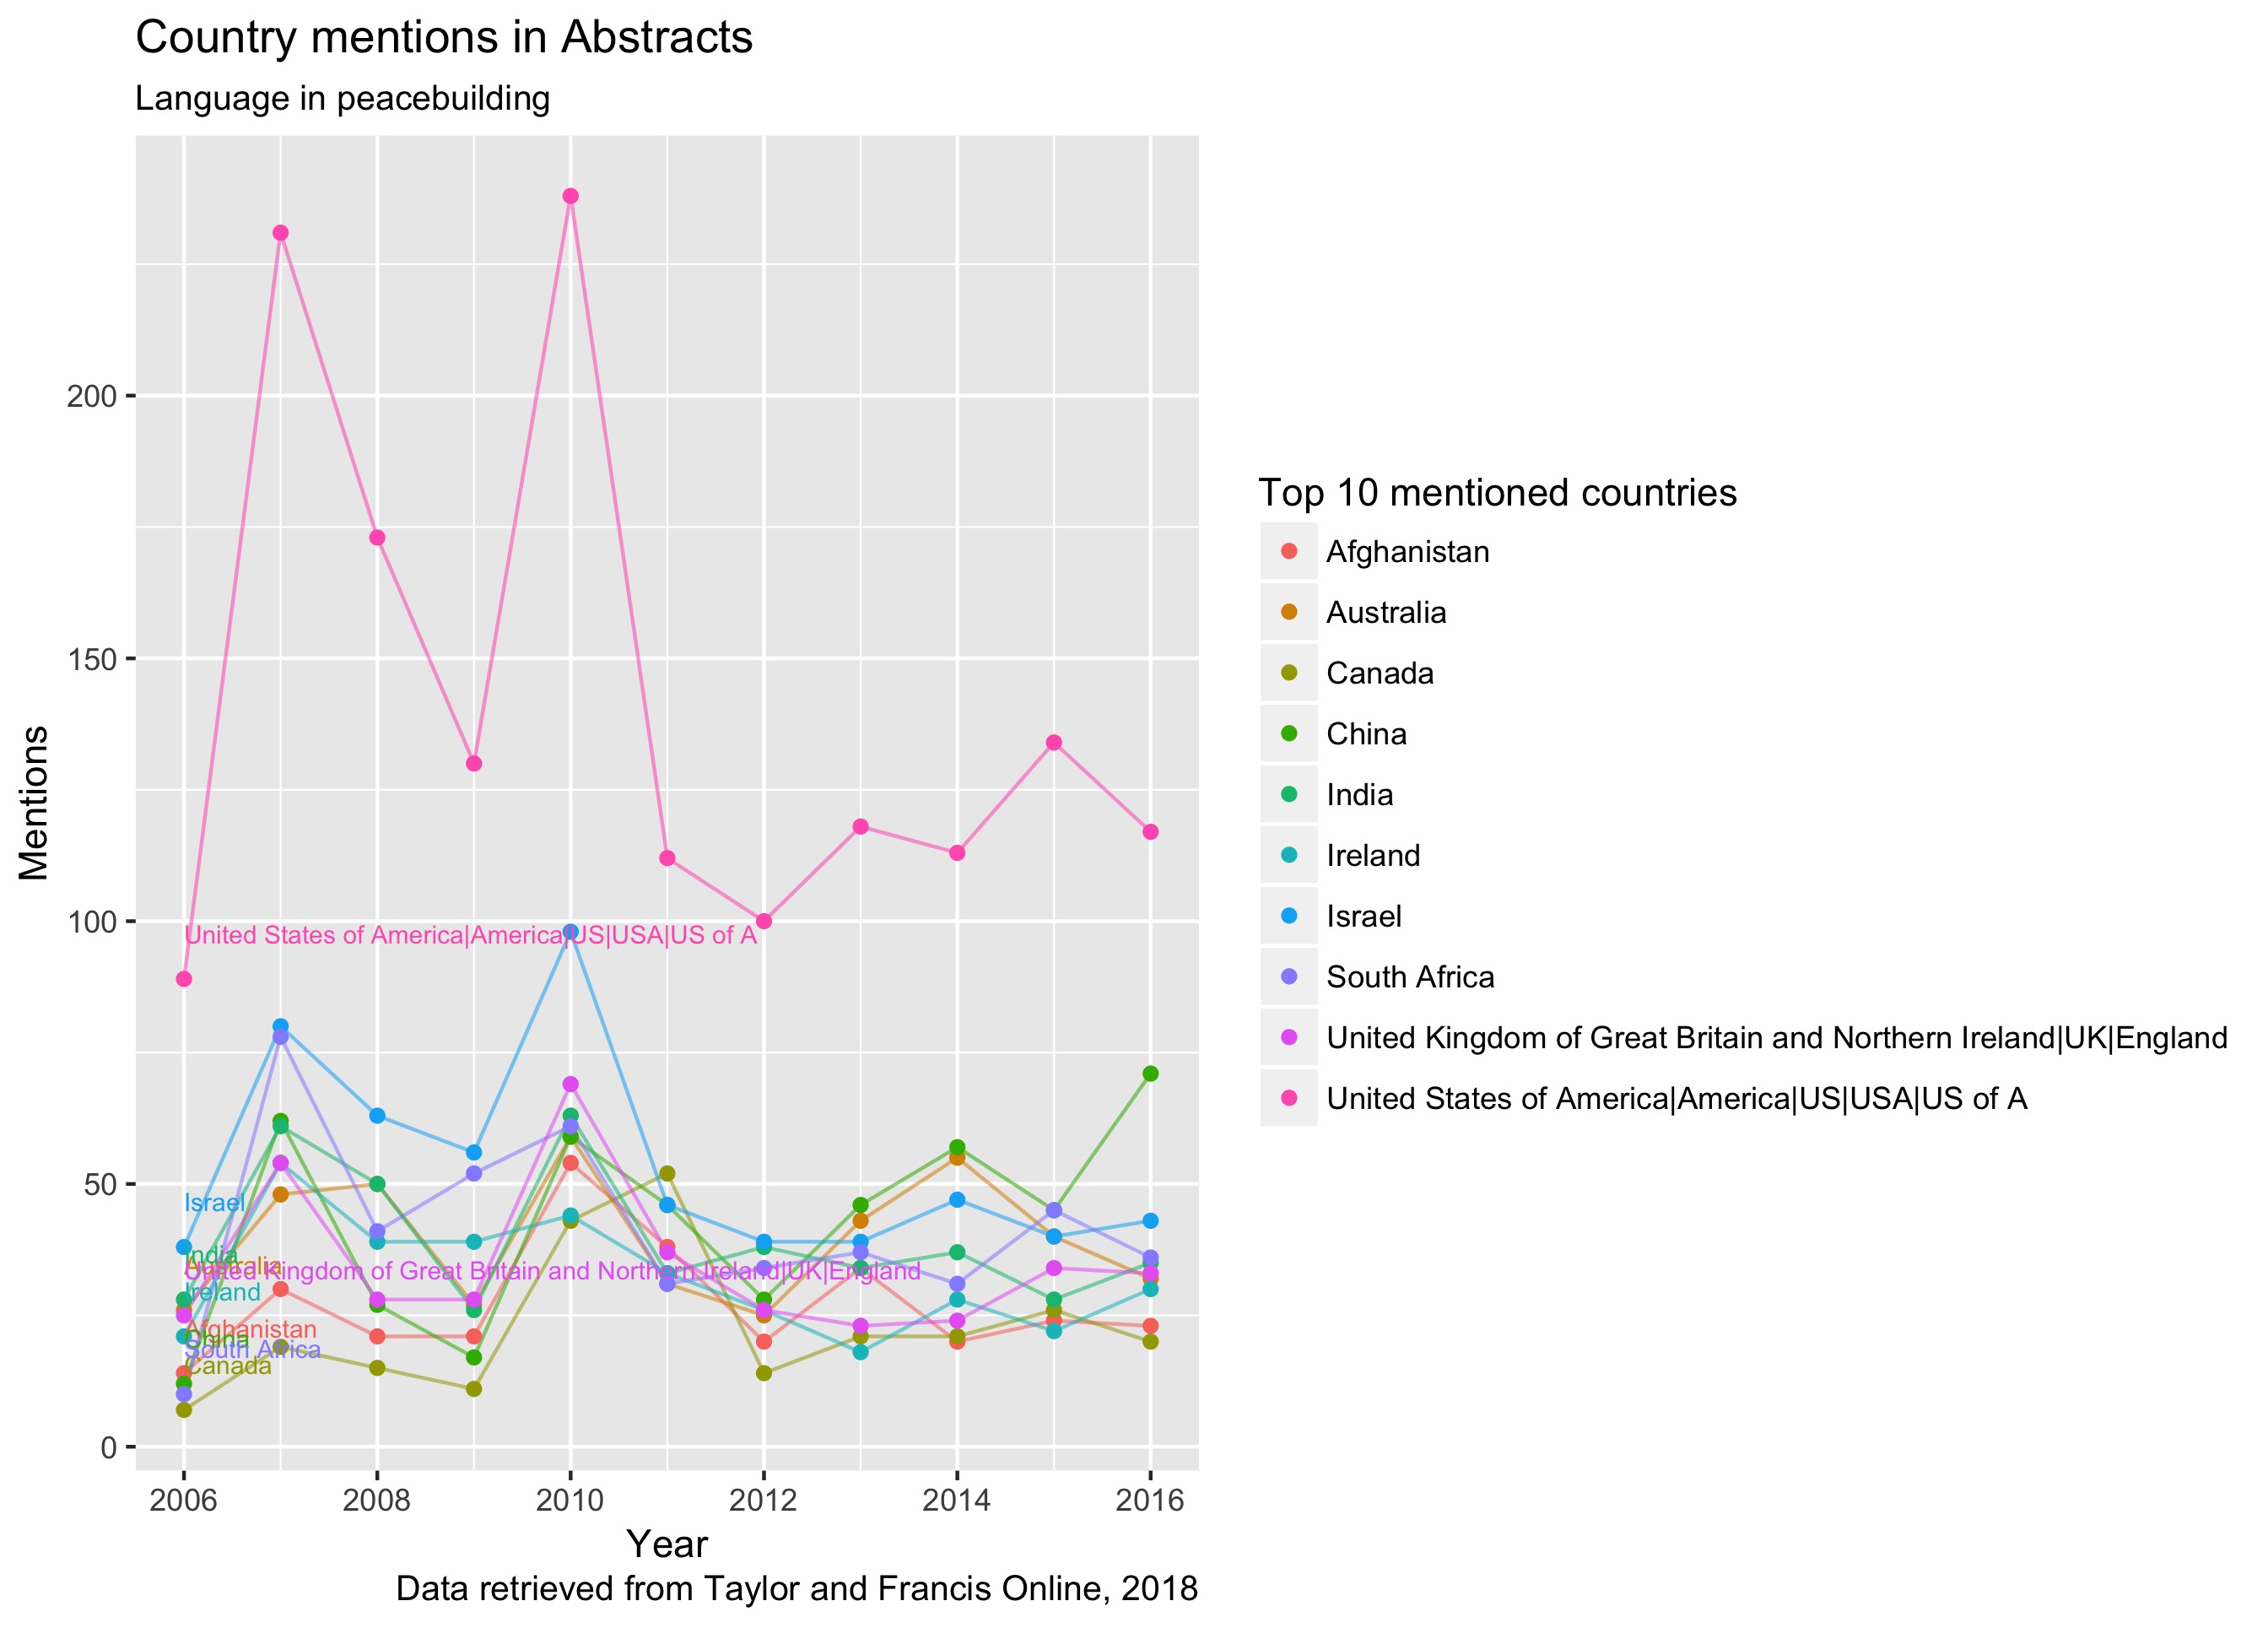 Country mentions in Abstracts
Language in peacebuilding
Mentions
200
150
100
50
0
United States of America|America|US|USA|US of A
Israel
India
Australia
United Kingdom of Great Britain and Northern Ireland|UK|England
Ireland
Afghanistan
China
South Africa
Canada
2006 2008 2010 2012 2014 2016
Year
Data retrieved from Taylor and Francis Online, 2018
Top 10 mentioned countries
Afghanistan
Australia
Canada
China
India
Ireland
Israel
South Africa
United Kingdom of Great Britain and Northern Ireland|UK|England
United States of America|America|US|USA|US of A